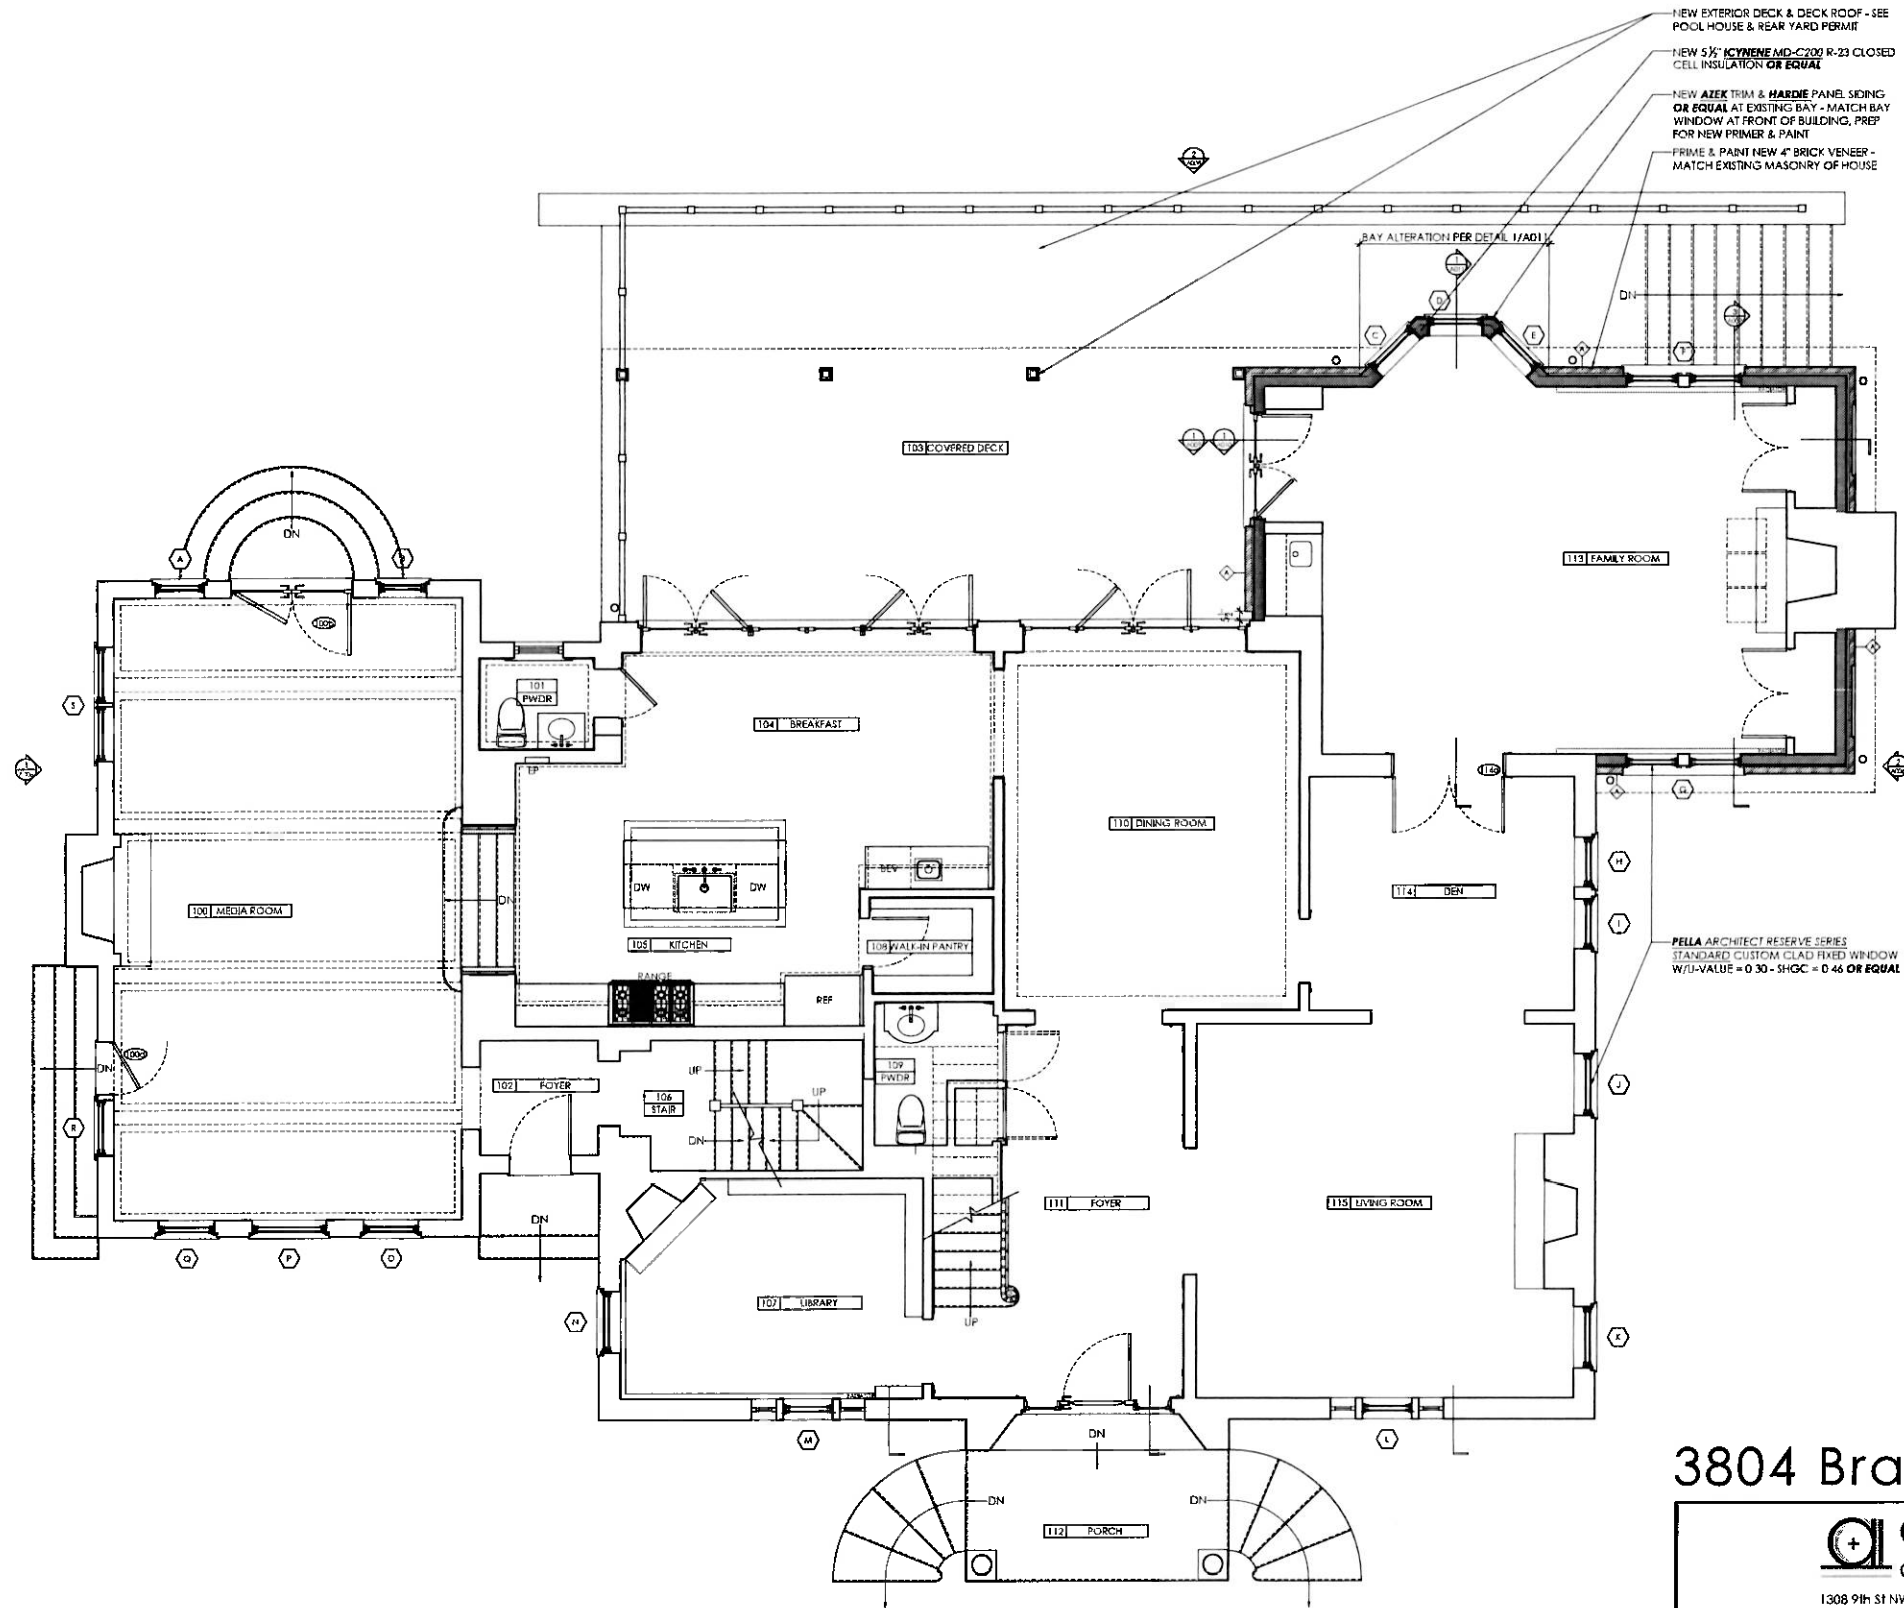 NEW EXTERIOR DECK & DECK ROOF - SEE
POOL HOUSE & REAR YARD PERMIT
NEW 5½" ICYNENE MD-C200 R-23 CLOSED
CELL INSULATION OR EQUAL
NEW AZEK TRIM & HARDIE PANEL SIDING
OR EQUAL AT EXISTING BAY - MATCH BAY
WINDOW AT FRONT OF BUILDING, PREP
FOR NEW PRIMER & PAINT
PRIME & PAINT NEW 4" BRICK VENEER -
MATCH EXISTING MASONRY OF HOUSE
BAY ALTERATION PER DETAIL 1/A011
DN
D
C
E
F
103 COVERED DECK
113 FAMILY ROOM
DN
A
100b
101
PWDR
S
104 BREAKFAST
114a
G
110 DINING ROOM
H
DW
DW
DN
114 DEN
100 MEDIA ROOM
I
105 KITCHEN
108 WALK-IN PANTRY
PELLA ARCHITECT RESERVE SERIES
STANDARD CUSTOM CLAD FIXED WINDOW
W/U-VALUE = 0.30 - SHGC = 0.46 OR EQUAL
RANGE
REF
100a
DN
109
PWDR
UP
102 FOYER
J
UP
106
STAIR
R
DN
111 FOYER
115 LIVING ROOM
DN
Q
P
O
107 LIBRARY
N
UP
K
M
DN
L
DN
DN
112 PORCH
3804 Bra
1308 9th St NW